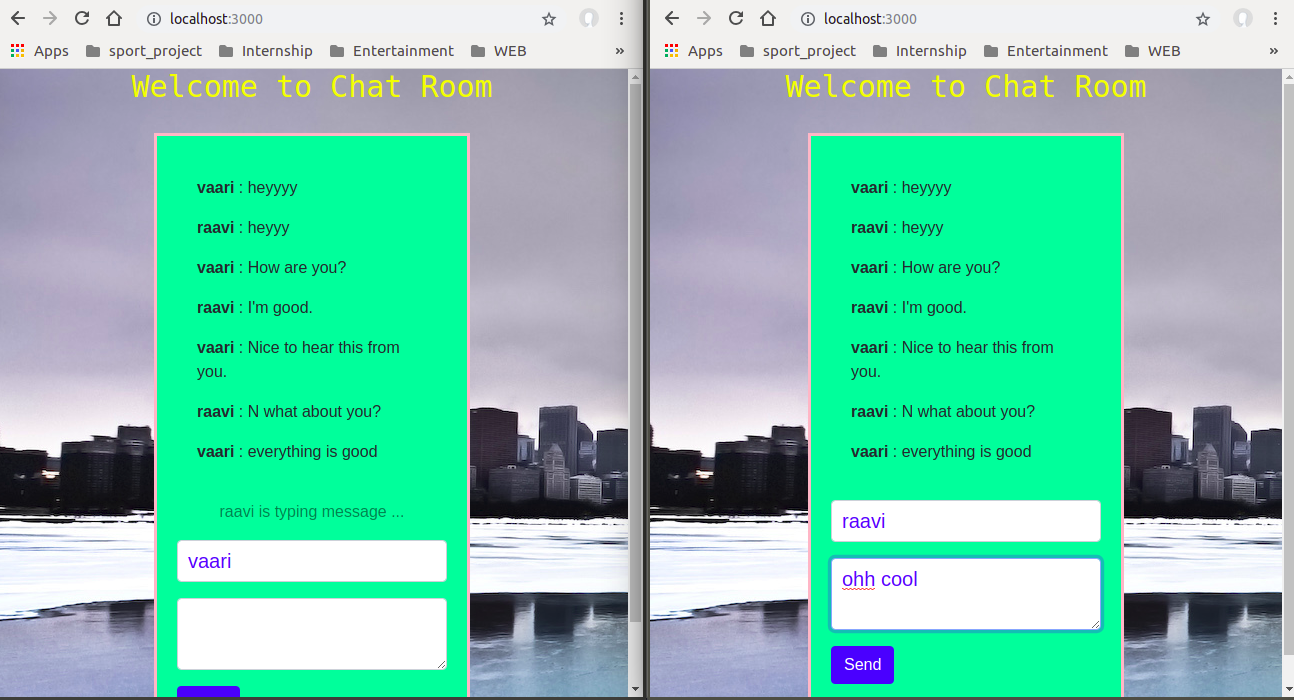 localhost:3000
Apps sport_project Internship Entertainment WEB »
Welcome to Chat Room
vaari : heyyyy
raavi : heyyy
vaari : How are you?
raavi : I'm good.
vaari : Nice to hear this from
you.
raavi : N what about you?
vaari : everything is good
raavi is typing message ...
vaari
localhost:3000
Apps sport_project Internship Entertainment WEB »
Welcome to Chat Room
vaari : heyyyy
raavi : heyyy
vaari : How are you?
raavi : I'm good.
vaari : Nice to hear this from
you.
raavi : N what about you?
vaari : everything is good
raavi
ohh cool
Send